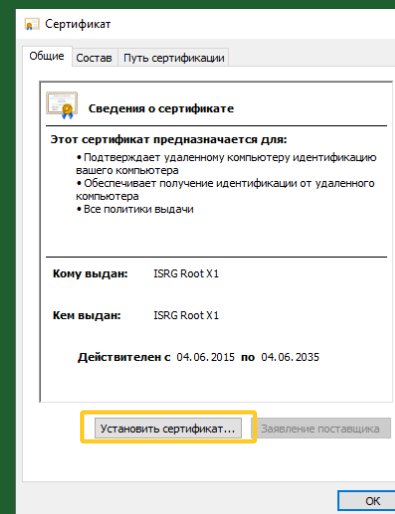 Сертификат
Общие Состав Путь сертификации
Сведения о сертификате
Этот сертификат предназначается для:
• Подтверждает удаленному компьютеру идентификацию
вашего компьютера
• Обеспечивает получение идентификации от удаленного
компьютера
• Все политики выдачи
Кому выдан: ISRG Root X1
Кем выдан: ISRG Root X1
Действителен с 04.06.2015 по 04.06.2035
Установить сертификат... Заявление поставщика
ОК